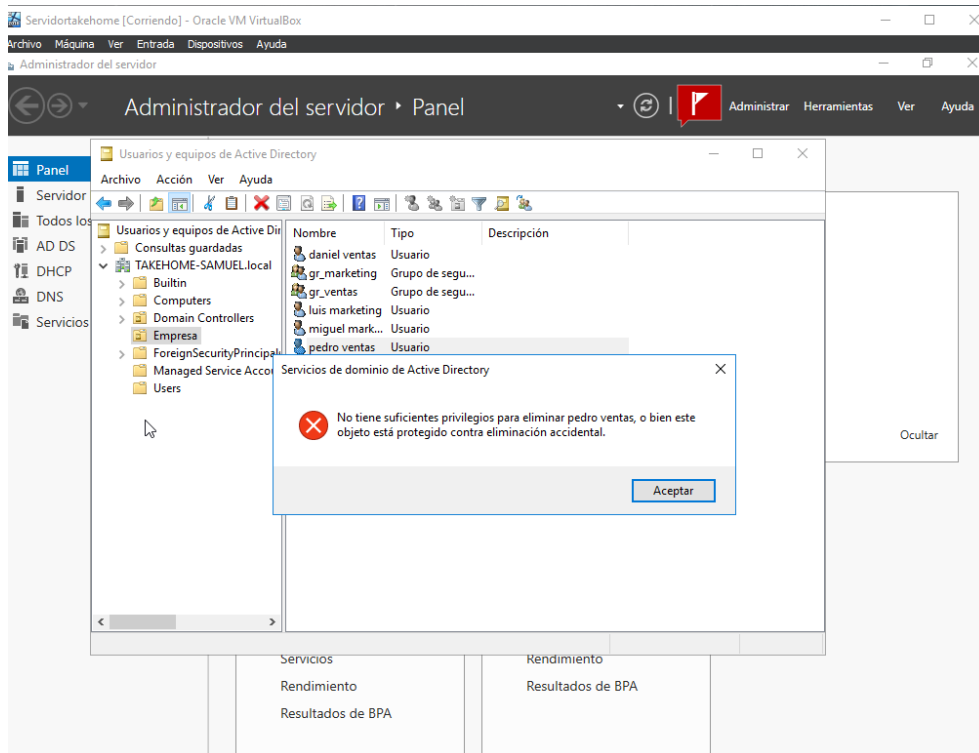 Servidortakehome [Corriendo] - Oracle VM VirtualBox
Archivo Máquina Ver Entrada Dispositivos Ayuda
Administrador del servidor
Administrador del servidor ‣ Panel
Administrar Herramientas Ver Ayuda
Panel
Servidor
Todos los
AD DS
DHCP
DNS
Servicios
Usuarios y equipos de Active Directory
Archivo Acción Ver Ayuda
Usuarios y equipos de Active Dir
Consultas guardadas
TAKEHOME-SAMUEL.local
Builtin
Computers
Domain Controllers
Empresa
ForeignSecurityPrincipal
Managed Service Accou
Users
Nombre Tipo Descripción
daniel ventas Usuario
gr_marketing Grupo de segu...
gr_ventas Grupo de segu...
luis marketing Usuario
miguel mark... Usuario
pedro ventas Usuario
Servicios de dominio de Active Directory
No tiene suficientes privilegios para eliminar pedro ventas, o bien este
objeto está protegido contra eliminación accidental.
Aceptar
Ocultar
Servicios
Rendimiento
Resultados de BPA
Rendimiento
Resultados de BPA